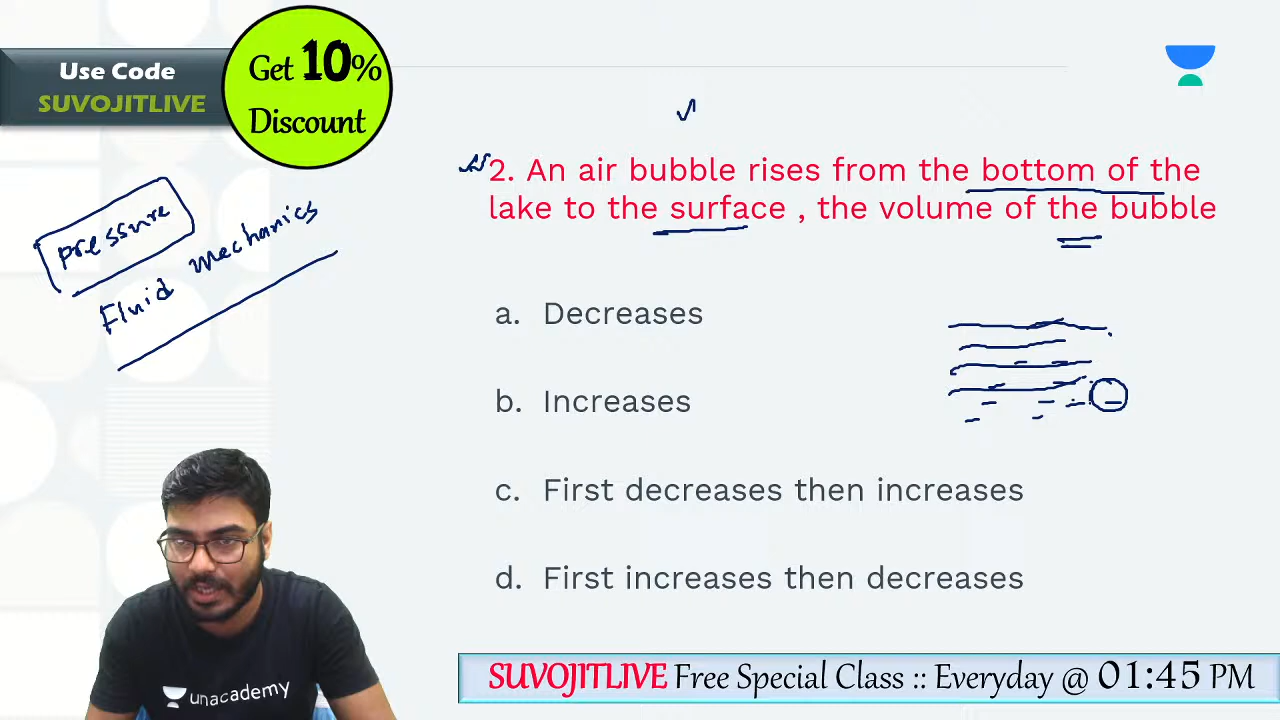 Use Code
SUVOJITLIVE
Get 10%
Discount
pressure
Fluid mechanics
2. An air bubble rises from the bottom of the
lake to the surface , the volume of the bubble
a. Decreases
b. Increases
c. First decreases then increases
d. First increases then decreases
unacademy
SUVOJITLIVE Free Special Class :: Everyday @ 01:45 PM